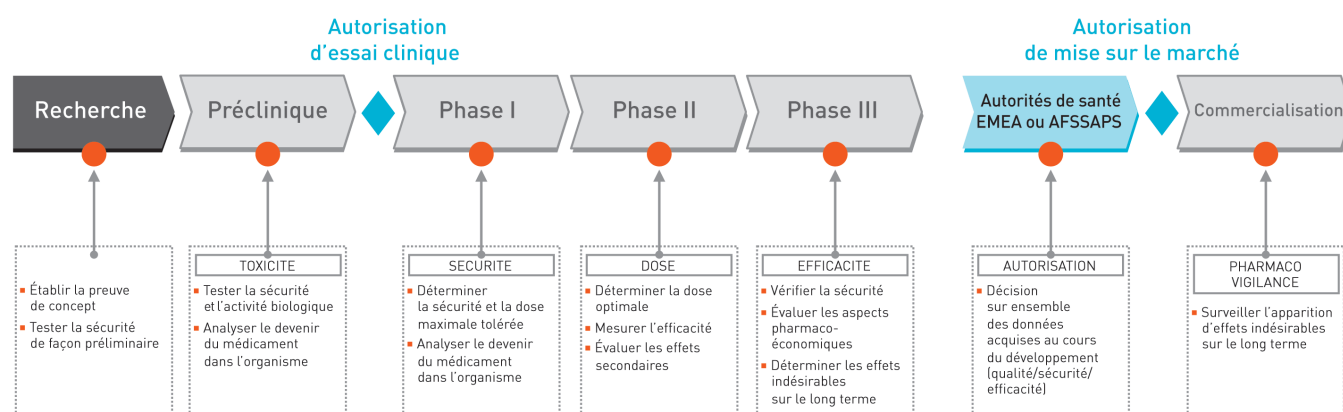 Autorisation
d'essai clinique
Autorisation
de mise sur le marché
Recherche
Préclinique
Phase I
Phase II
Phase III
Autorités de santé
EMEA ou AFSSAPS
Commercialisation
Établir la preuve
de concept
Tester la sécurité
de façon préliminaire
TOXICITE
Tester la sécurité
et l'activité biologique
Analyser le devenir
du médicament
dans l'organisme
SECURITE
Déterminer
la sécurité et la dose
maximale tolérée
Analyser le devenir
du médicament
dans l'organisme
DOSE
Déterminer la dose
optimale
Mesurer l'efficacité
Évaluer les effets
secondaires
EFFICACITE
Vérifier la sécurité
Évaluer les aspects
pharmaco-
économiques
Déterminer les effets
indésirables
sur le long terme
AUTORISATION
Décision
sur ensemble
des données
acquises au cours
du développement
(qualité/sécurité/
efficacité)
PHARMACO
VIGILANCE
Surveiller l'apparition
d'effets indésirables
sur le long terme